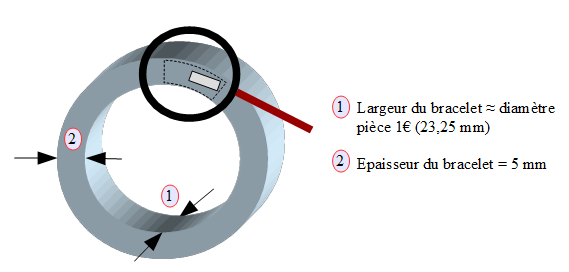 1 Largeur du bracelet ≈ diamètre
pièce 1€ (23,25 mm)
2 Epaisseur du bracelet = 5 mm
2
1